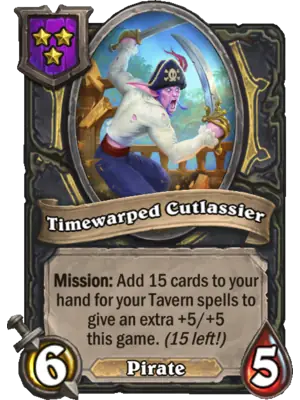 Timewarped Cutlassier
Mission: Add 15 cards to your
hand for your Tavern spells to
give an extra +5/+5
this game. (15 left!)
6
Pirate
5